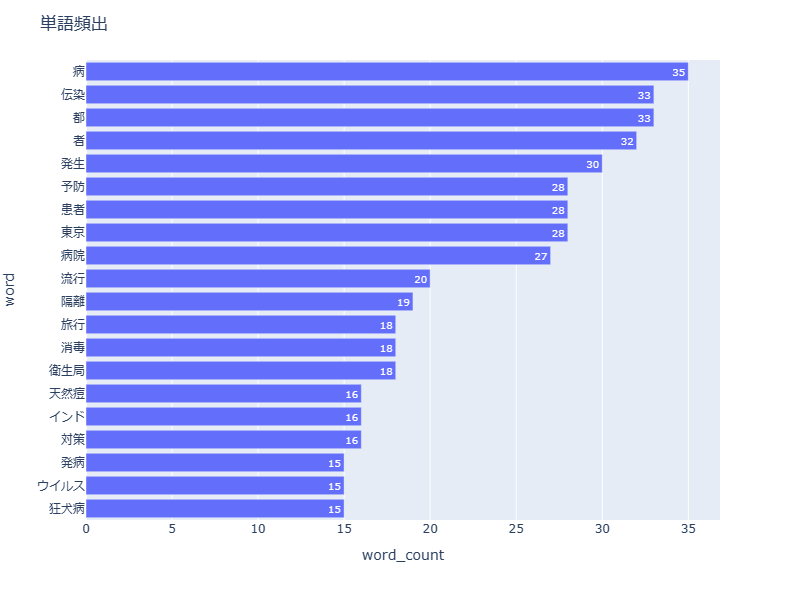 単語頻出
病 35
伝染 33
都 33
者 32
発生 30
予防 28
患者 28
東京 28
病院 27
流行 20
隔離 19
旅行 18
消毒 18
衛生局 18
天然痘 16
インド 16
対策 16
発病 15
ウイルス 15
狂犬病 15
word
0 5 10 15 20 25 30 35
word_count